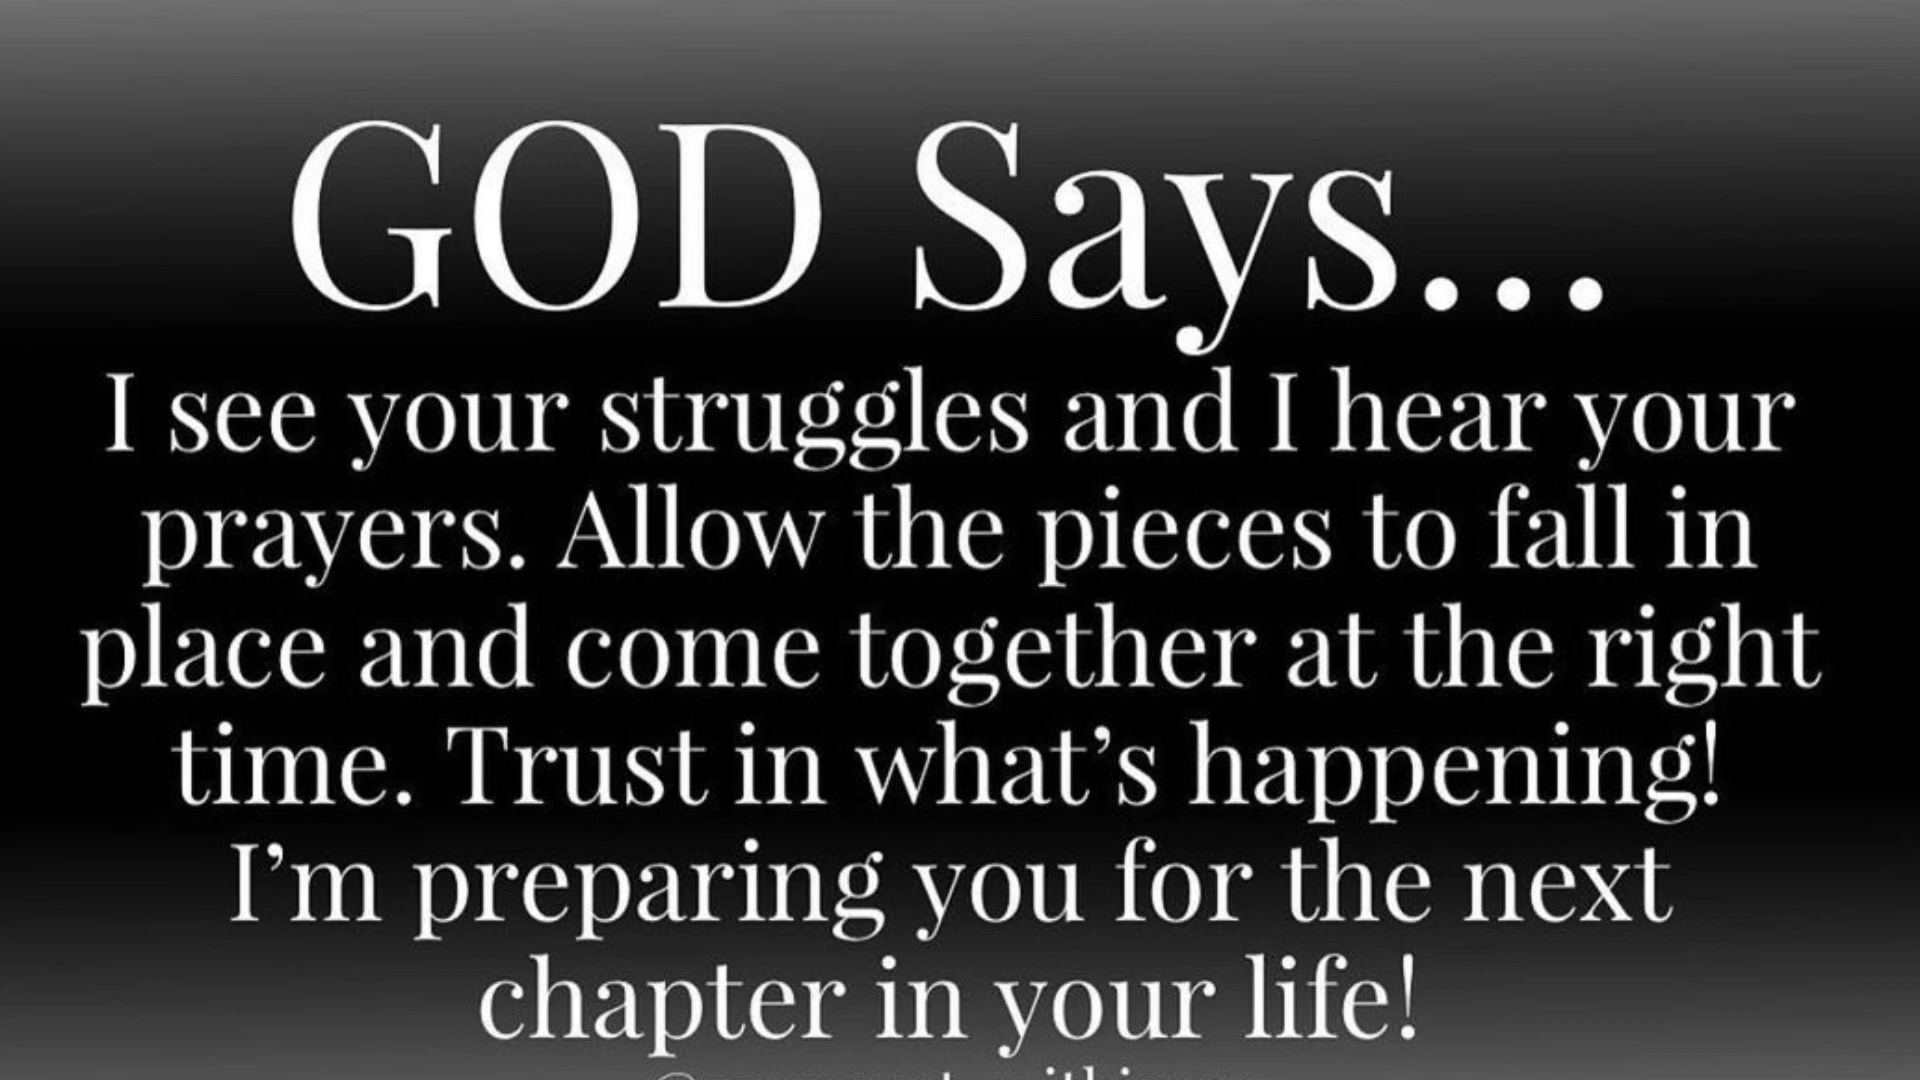 GOD Says...
I see your struggles and I hear your
prayers. Allow the pieces to fall in
place and come together at the right
time. Trust in what’s happening!
I’m preparing you for the next
chapter in your life!